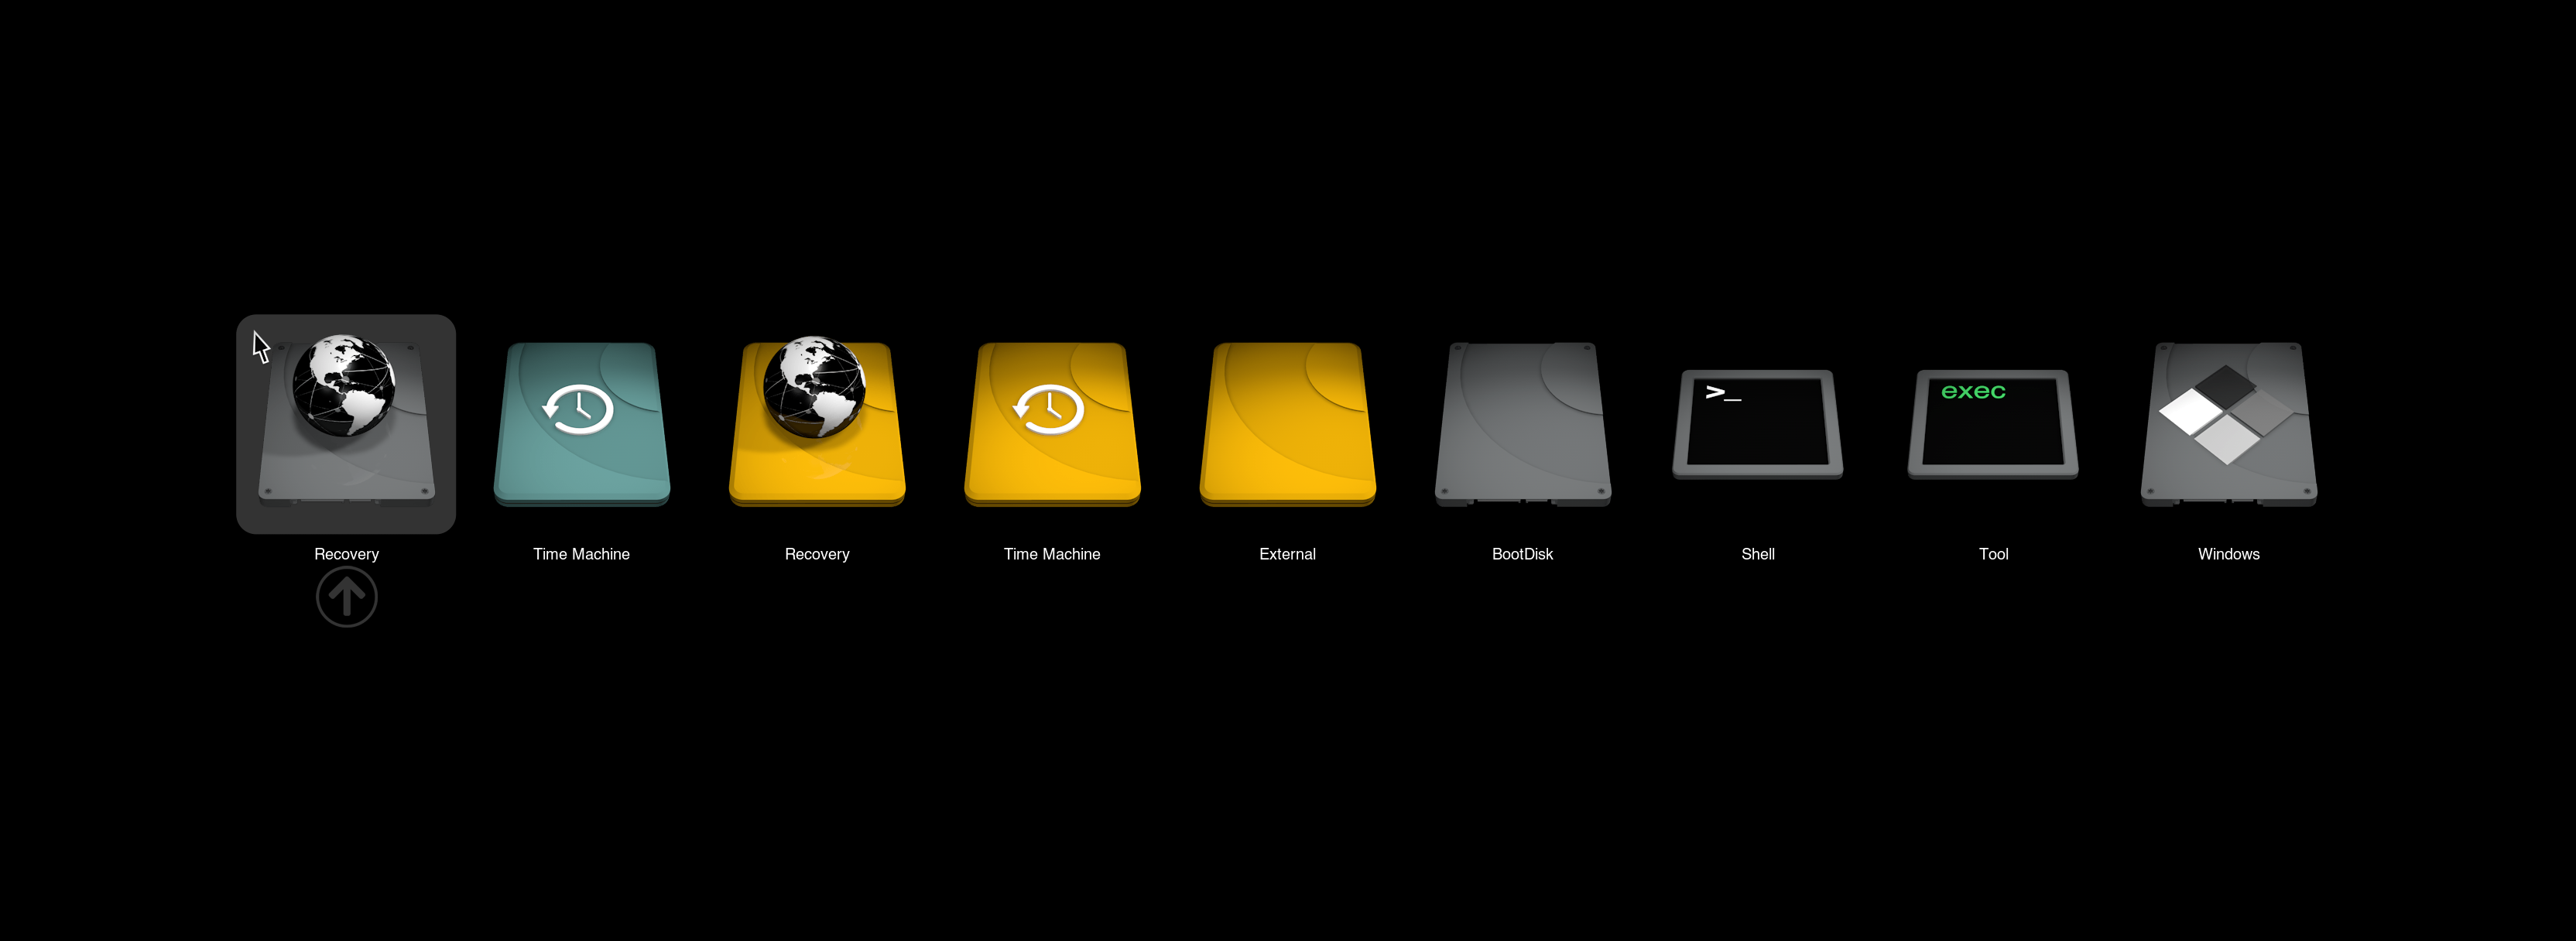 >_
exec
Recovery
Time Machine
Recovery
Time Machine
External
BootDisk
Shell
Tool
Windows